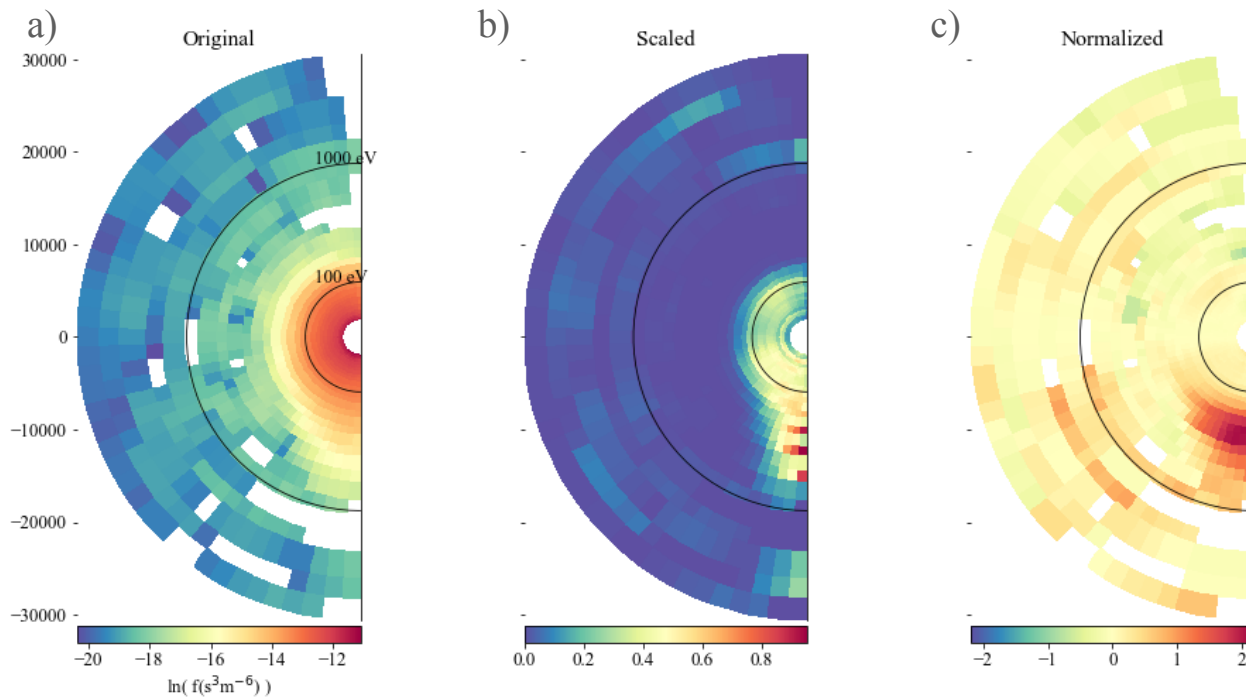 a)
b)
c)
Original
Scaled
Normalized
30000
20000
10000
0
−10000
−20000
−30000
1000 eV
100 eV
−20 −18 −16 −14 −12
ln( f(s³m⁻⁶) )
0.0 0.2 0.4 0.6 0.8
−2 −1 0 1 2